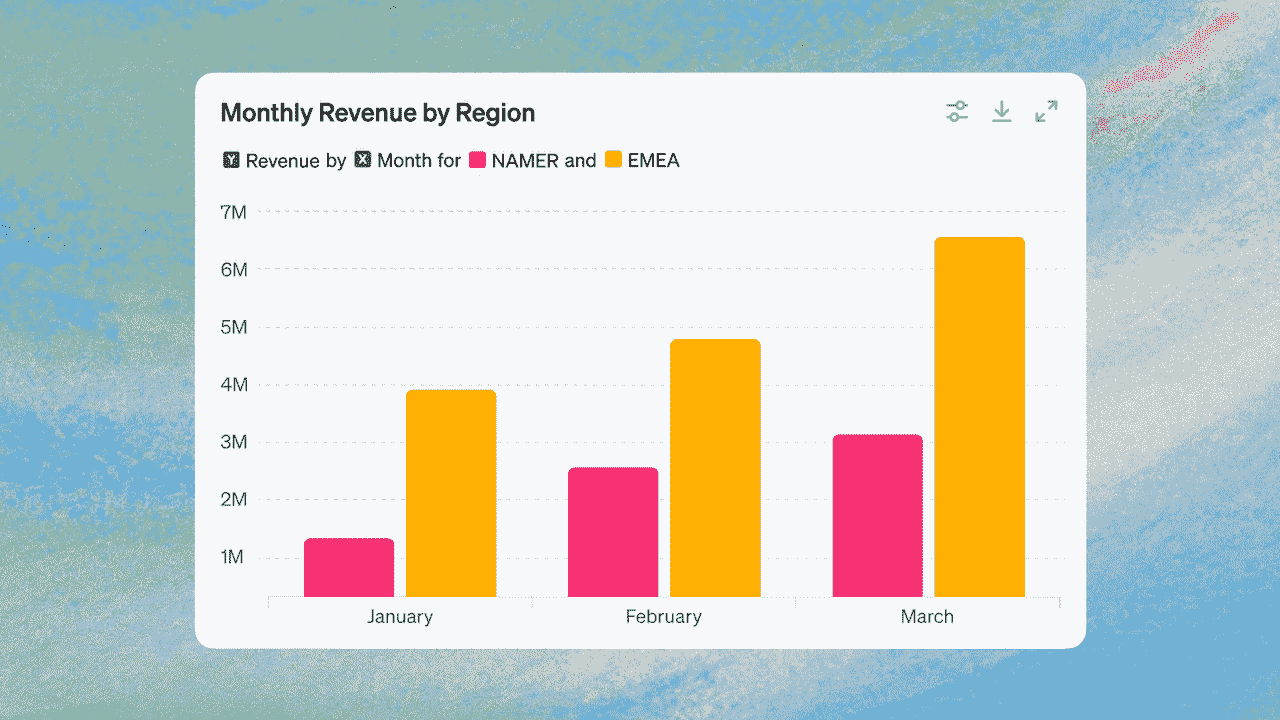 Monthly Revenue by Region
Y Revenue by X Month for NAMER and EMEA
7M
6M
5M
4M
3M
2M
1M
January February March